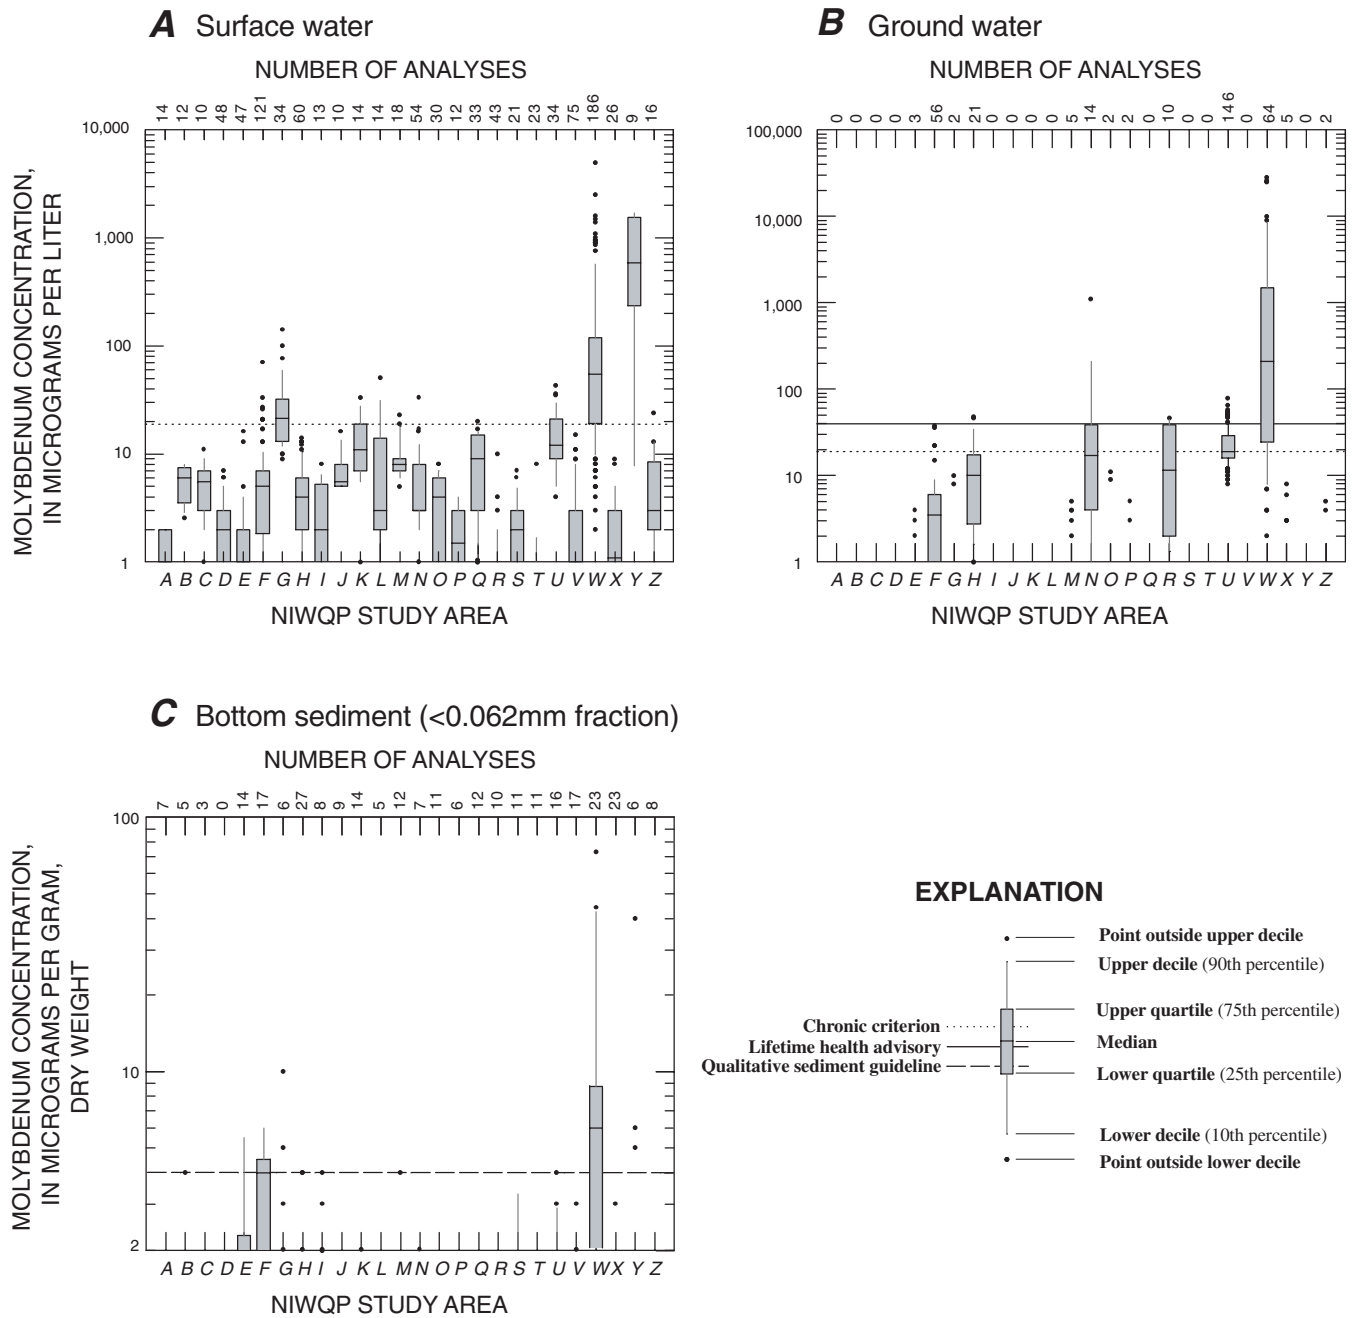 A Surface water
NUMBER OF ANALYSES
14 12 10 48 47 121 34 60 13 10 14 14 18 54 30 12 33 43 21 23 34 75 186 26 9 16
10,000
1,000
100
10
1
MOLYBDENUM CONCENTRATION,
IN MICROGRAMS PER LITER
A B C D E F G H I J K L M N O P Q R S T U V W X Y Z
NIWQP STUDY AREA
B Ground water
NUMBER OF ANALYSES
0 0 0 0 3 56 2 21 0 0 0 0 5 14 2 2 0 10 0 0 146 0 64 5 0 2
100,000
10,000
1,000
100
10
1
A B C D E F G H I J K L M N O P Q R S T U V W X Y Z
NIWQP STUDY AREA
C Bottom sediment (<0.062mm fraction)
NUMBER OF ANALYSES
7 5 3 0 14 17 6 27 8 9 14 5 12 7 11 6 12 10 11 11 16 17 23 23 6 8
100
10
2
MOLYBDENUM CONCENTRATION,
IN MICROGRAMS PER GRAM,
DRY WEIGHT
A B C D E F G H I J K L M N O P Q R S T U V W X Y Z
NIWQP STUDY AREA
EXPLANATION
Point outside upper decile
Upper decile (90th percentile)
Upper quartile (75th percentile)
Chronic criterion
Median
Lifetime health advisory
Qualitative sediment guideline
Lower quartile (25th percentile)
Lower decile (10th percentile)
Point outside lower decile